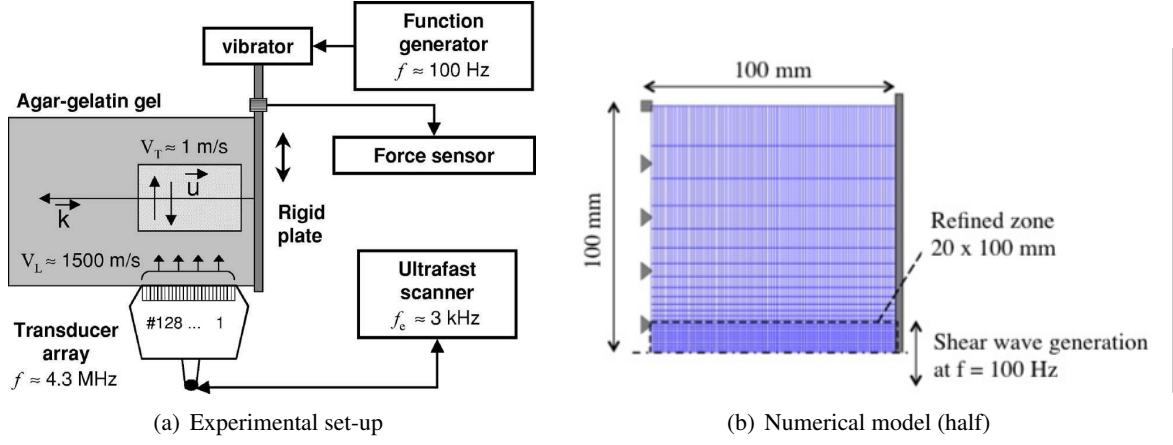 vibrator
Function
generator
f ≈ 100 Hz
Agar-gelatin gel
Force sensor
V_T ≈ 1 m/s
u
k
Rigid
plate
V_L ≈ 1500 m/s
Ultrafast
scanner
f_e ≈ 3 kHz
#128 ... 1
Transducer
array
f ≈ 4.3 MHz
(a) Experimental set-up
100 mm
100 mm
Refined zone
20 x 100 mm
Shear wave generation
at f = 100 Hz
(b) Numerical model (half)